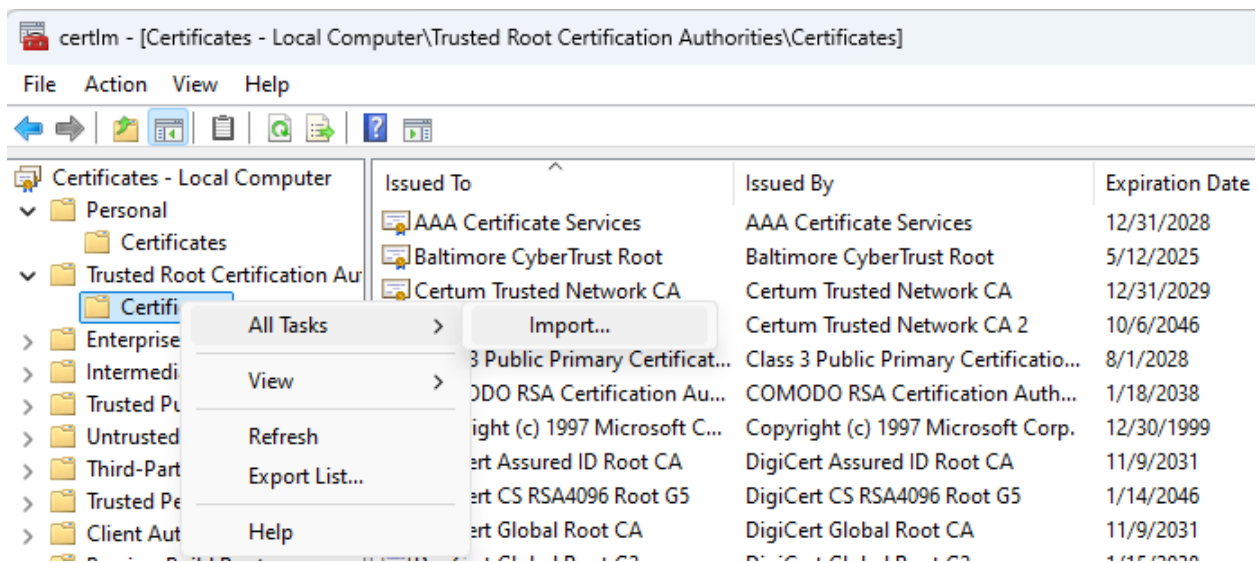 certlm - [Certificates - Local Computer\Trusted Root Certification Authorities\Certificates]
File Action View Help
Certificates - Local Computer
Personal
Certificates
Trusted Root Certification Au
Certifi
Enterprise
Intermedi
Trusted Pu
Untrusted
Third-Part
Trusted Pe
Client Aut
All Tasks
View
Refresh
Export List...
Help
Import...
Issued To Issued By Expiration Date
AAA Certificate Services AAA Certificate Services 12/31/2028
Baltimore CyberTrust Root Baltimore CyberTrust Root 5/12/2025
Certum Trusted Network CA Certum Trusted Network CA 12/31/2029
Certum Trusted Network CA 2 10/6/2046
3 Public Primary Certificat... Class 3 Public Primary Certificatio... 8/1/2028
DO RSA Certification Au... COMODO RSA Certification Auth... 1/18/2038
ight (c) 1997 Microsoft C... Copyright (c) 1997 Microsoft Corp. 12/30/1999
ert Assured ID Root CA DigiCert Assured ID Root CA 11/9/2031
ert CS RSA4096 Root G5 DigiCert CS RSA4096 Root G5 1/14/2046
ert Global Root CA DigiCert Global Root CA 11/9/2031